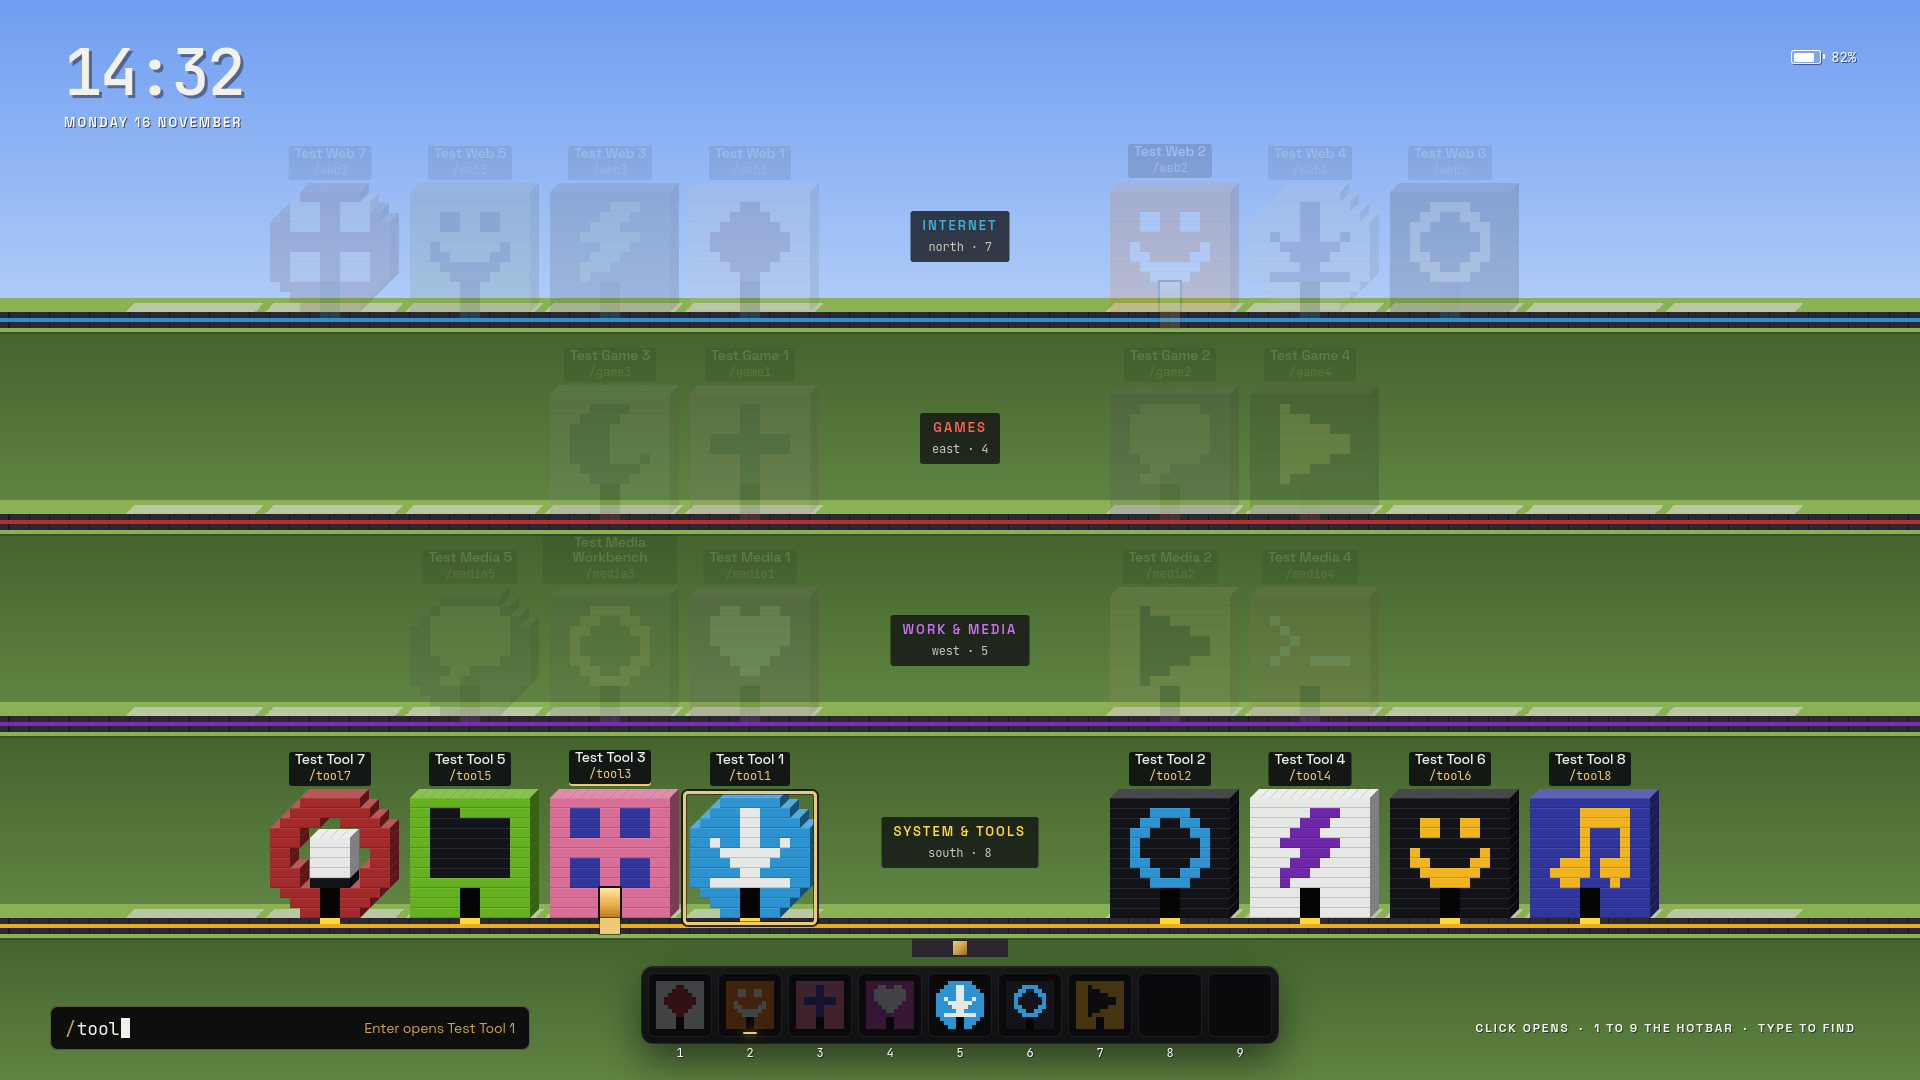 14:32
MONDAY 16 NOVEMBER
82%
Test Web 7
/web7
Test Web 5
/web5
Test Web 3
/web3
Test Web 1
/web1
INTERNET
north · 7
Test Web 2
/web2
Test Web 4
/web4
Test Web 6
/web6
Test Game 3
/game3
Test Game 1
/game1
GAMES
east · 4
Test Game 2
/game2
Test Game 4
/game4
Test Media 5
/media5
Test Media
Workbench
/media3
Test Media 1
/media1
WORK & MEDIA
west · 5
Test Media 2
/media2
Test Media 4
/media4
Test Tool 7
/tool7
Test Tool 5
/tool5
Test Tool 3
/tool3
Test Tool 1
/tool1
SYSTEM & TOOLS
south · 8
Test Tool 2
/tool2
Test Tool 4
/tool4
Test Tool 6
/tool6
Test Tool 8
/tool8
/tool
Enter opens Test Tool 1
1 2 3 4 5 6 7 8 9
CLICK OPENS · 1 TO 9 THE HOTBAR · TYPE TO FIND